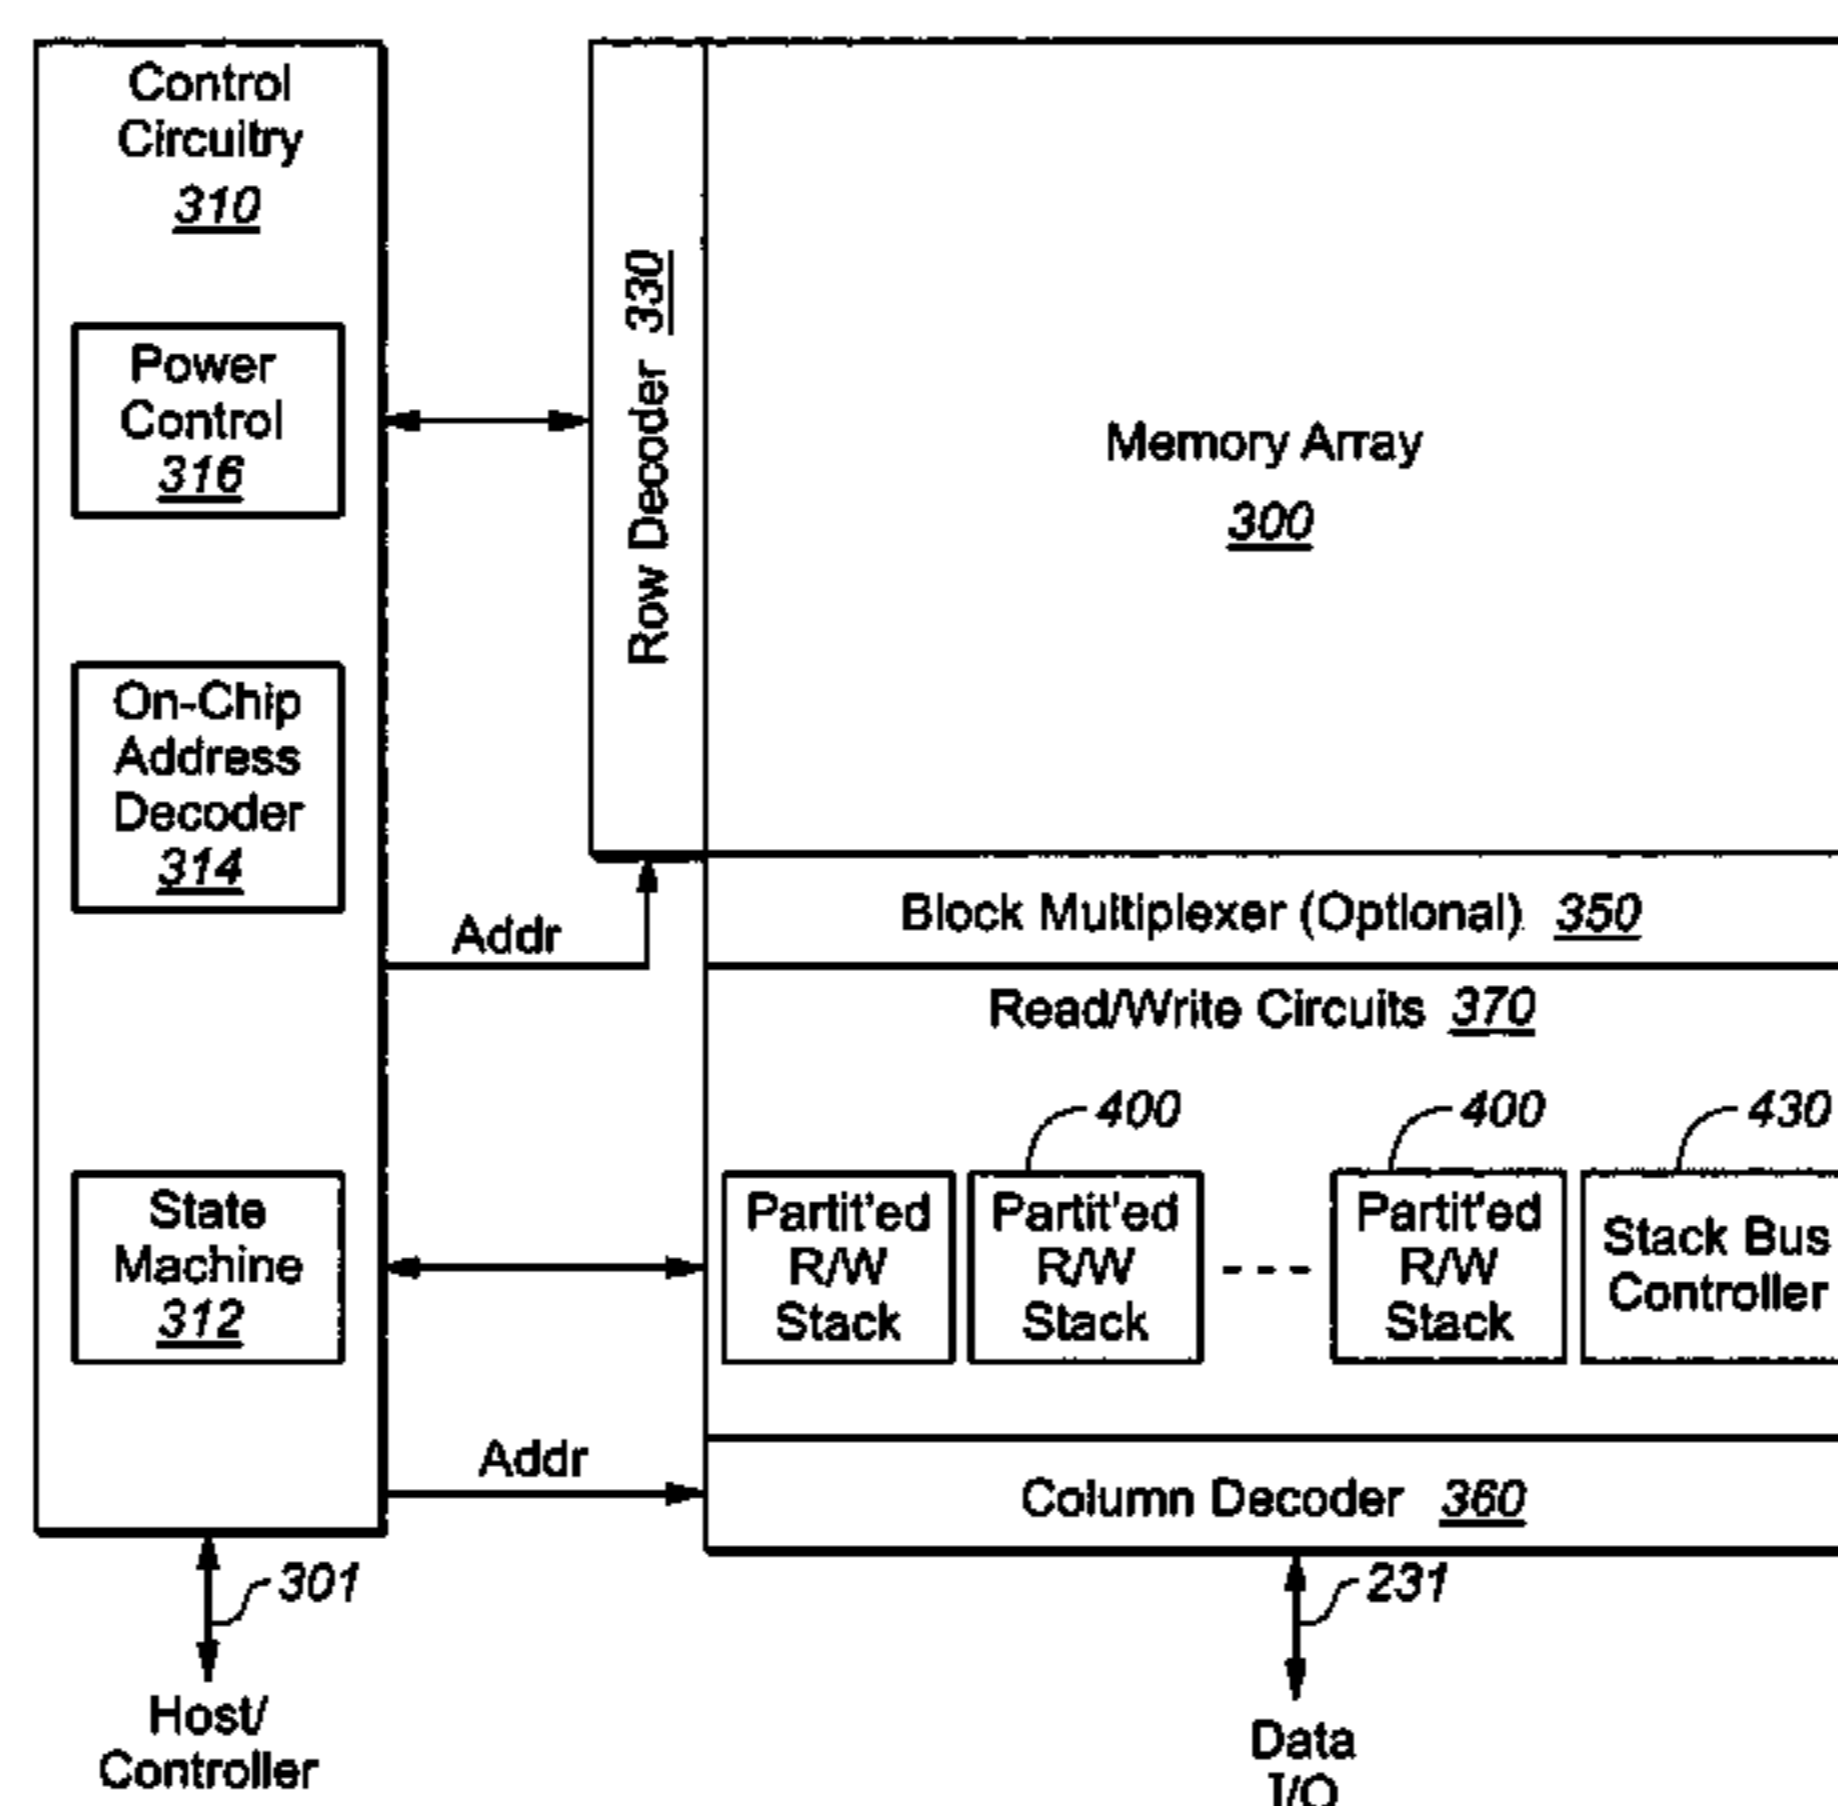 Control
Circuitry
310
Power
Control
316
On-Chip
Address
Decoder
314
State
Machine
312
Row Decoder 330
Memory Array
300
Addr
Block Multiplexer (Optional) 350
Read/Write Circuits 370
400
400
430
Partit'ed
R/W
Stack
Partit'ed
R/W
Stack
---
Partit'ed
R/W
Stack
Stack Bus
Controller
Addr
Column Decoder 360
301
231
Host/
Controller
Data
I/O